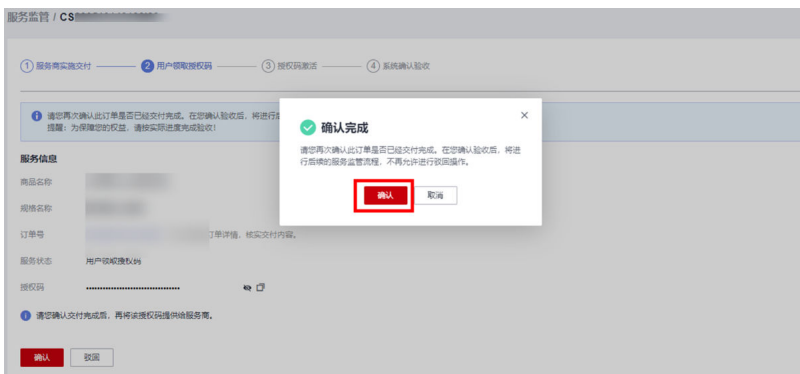 服务监管 / CS
1 服务商实施交付
2 用户领取授权码
3 授权码激活
4 系统确认验收
请您再次确认此订单是否已经交付完成。在您确认验收后，将进行后
提醒：为保障您的权益，请按实际进度完成验收！
确认完成
请您再次确认此订单是否已经交付完成。在您确认验收后，将进
行后续的服务监管流程，不再允许进行驳回操作。
确认
取消
服务信息
商品名称
规格名称
订单号
订单详情，核实交付内容。
服务状态
用户领取授权码
授权码
请您确认交付完成后，再将该授权码提供给服务商。
确认
驳回